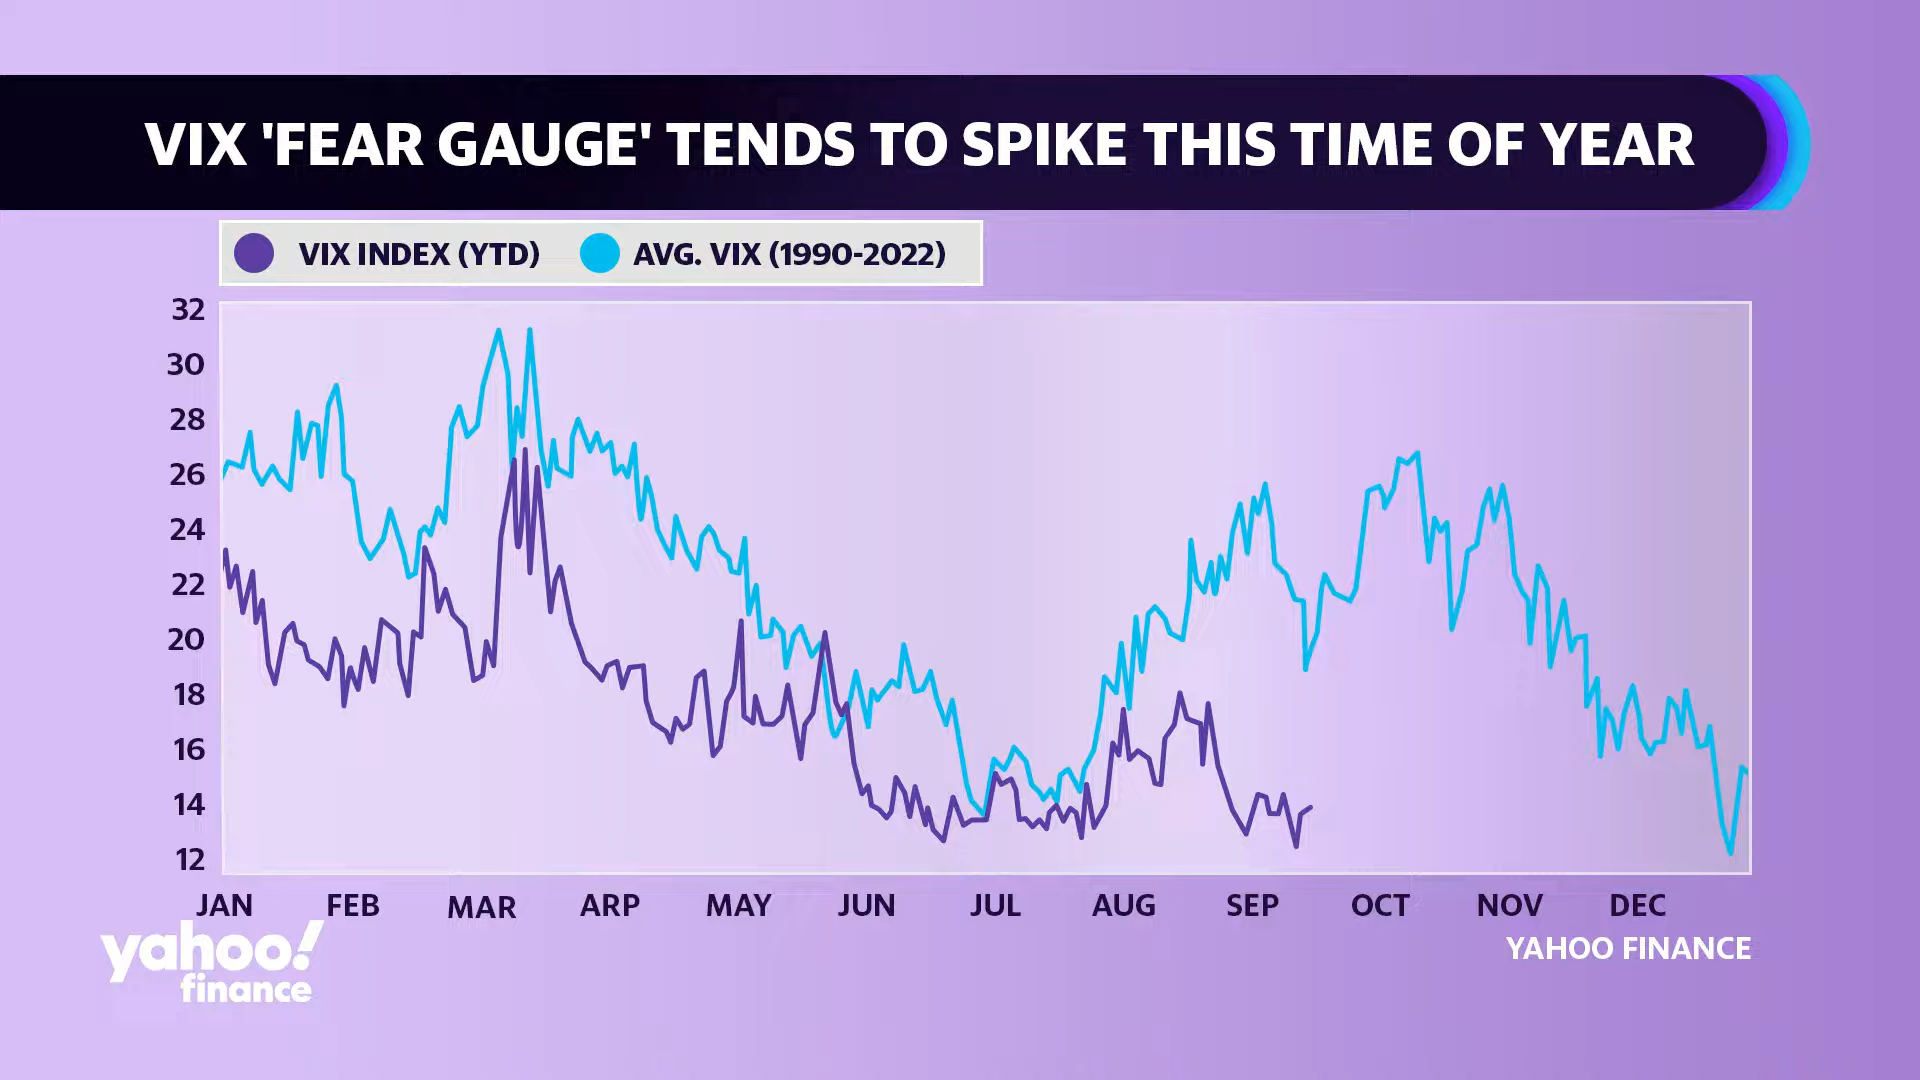 VIX 'FEAR GAUGE' TENDS TO SPIKE THIS TIME OF YEAR
VIX INDEX (YTD) AVG. VIX (1990-2022)
32
30
28
26
24
22
20
18
16
14
12
JAN FEB MAR ARP MAY JUN JUL AUG SEP OCT NOV DEC
yahoo!
finance
YAHOO FINANCE